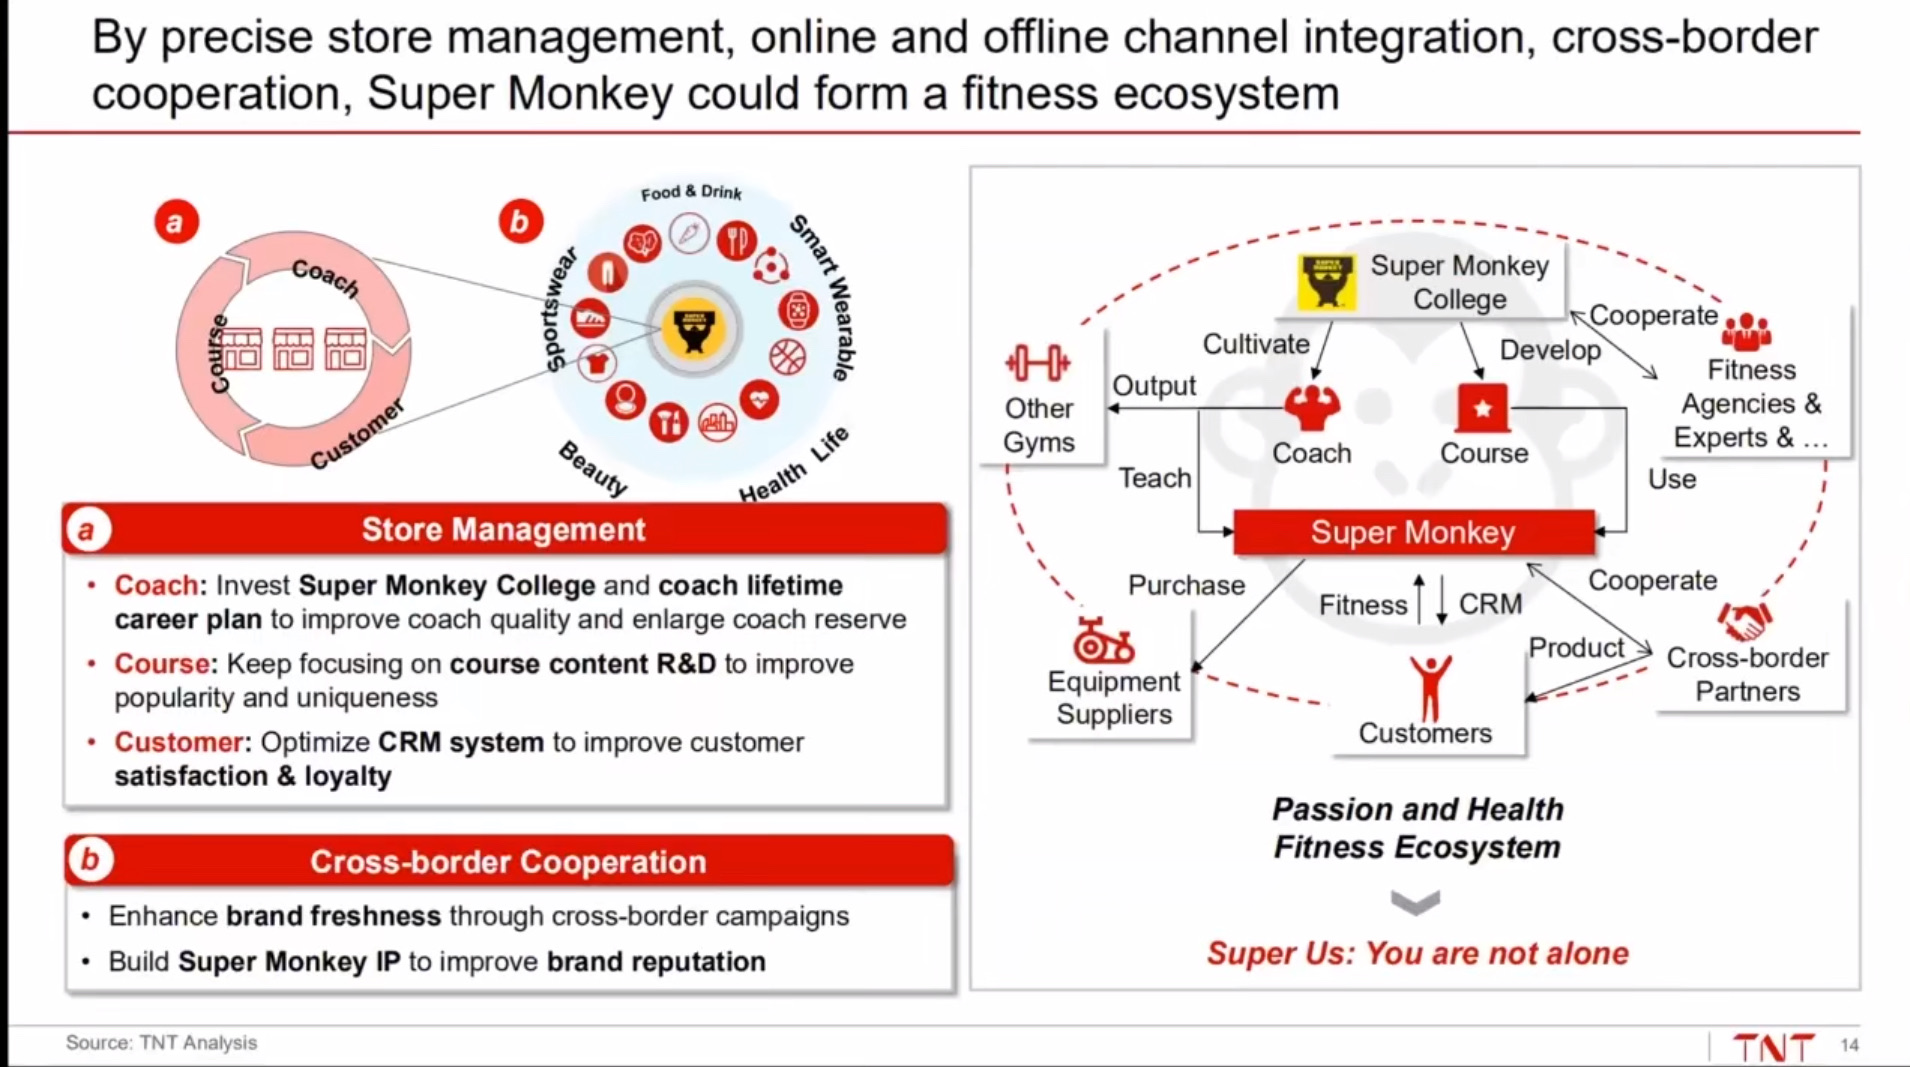 By precise store management, online and offline channel integration, cross-border
cooperation, Super Monkey could form a fitness ecosystem
a
Coach
Course
Customer
b
Food & Drink
Smart Wearable
Sportswear
Beauty
Health Life
SUPER
MONKEY
a
Store Management
• Coach: Invest Super Monkey College and coach lifetime
career plan to improve coach quality and enlarge coach reserve
• Course: Keep focusing on course content R&D to improve
popularity and uniqueness
• Customer: Optimize CRM system to improve customer
satisfaction & loyalty
b
Cross-border Cooperation
• Enhance brand freshness through cross-border campaigns
• Build Super Monkey IP to improve brand reputation
SUPER
MONKEY
Super Monkey
College
Cooperate
Cultivate
Develop
Fitness
Agencies &
Experts & …
Output
Other
Gyms
Coach
Course
Teach
Use
Super Monkey
Purchase
Fitness
CRM
Cooperate
Product
Equipment
Suppliers
Customers
Cross-border
Partners
Passion and Health
Fitness Ecosystem
Super Us: You are not alone
Source: TNT Analysis
TNT
14